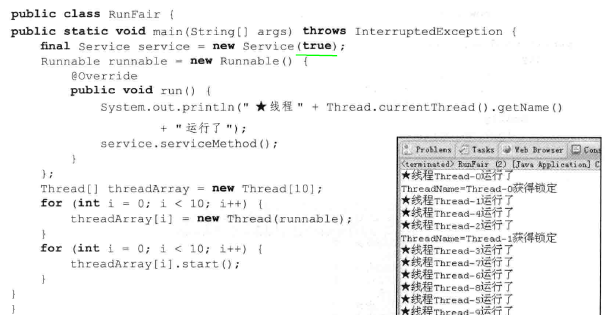 public class RunFair {
public static void main(String[] args) throws InterruptedException {
final Service service = new Service(true);
Runnable runnable = new Runnable() {
@Override
public void run() {
System.out.println("★线程" + Thread.currentThread().getName()
+ "运行了");
service.serviceMethod();
}
};
Thread[] threadArray = new Thread[10];
for (int i = 0; i < 10; i++) {
threadArray[i] = new Thread(runnable);
}
for (int i = 0; i < 10; i++) {
threadArray[i].start();
}
}
}
Problems Tasks Web Browser Cons
<terminated> RunFair (2) [Java Application] C
★线程Thread-0运行了
ThreadName=Thread-0获得锁定
★线程Thread-1运行了
★线程Thread-4运行了
★线程Thread-2运行了
ThreadName=Thread-1获得锁定
★线程Thread-3运行了
★线程Thread-7运行了
★线程Thread-6运行了
★线程Thread-8运行了
★线程Thread-5运行了
★线程Thread-9运行了